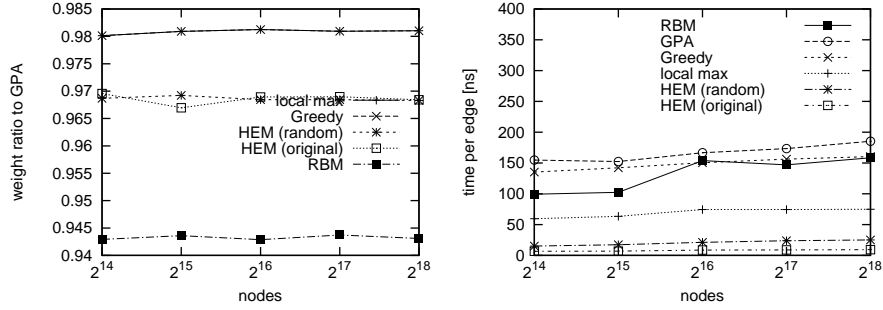 0.985
0.98
0.975
0.97
0.965
0.96
0.955
0.95
0.945
0.94
weight ratio to GPA
2^14 2^15 2^16 2^17 2^18
nodes
local max
Greedy
HEM (random)
HEM (original)
RBM
400
350
300
250
200
150
100
50
0
time per edge [ns]
2^14 2^15 2^16 2^17 2^18
nodes
RBM
GPA
Greedy
local max
HEM (random)
HEM (original)